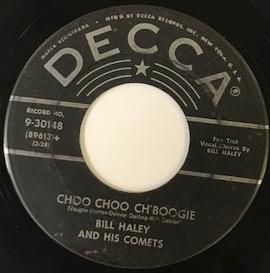 MARCA REGISTRADA • MFRD BY DECCA RECORDS, INC., NEW YORK, U.S.A.
DECCA
RECORD NO.
9-30148
(89613)+
(2:28)
Fox Trot
Vocal Chorus By
BILL HALEY
CHOO CHOO CH'BOOGIE
(Vaughn Horton-Denver Darling-Milt Gabler)
BILL HALEY
AND HIS COMETS